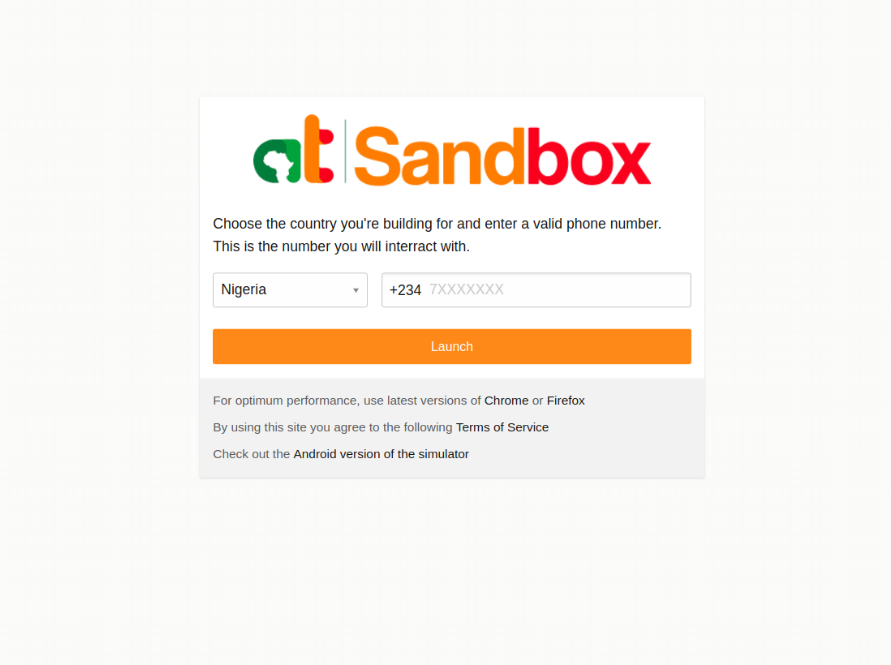 at Sandbox
Choose the country you're building for and enter a valid phone number.
This is the number you will interract with.
Nigeria +234 7XXXXXXX
Launch
For optimum performance, use latest versions of Chrome or Firefox
By using this site you agree to the following Terms of Service
Check out the Android version of the simulator